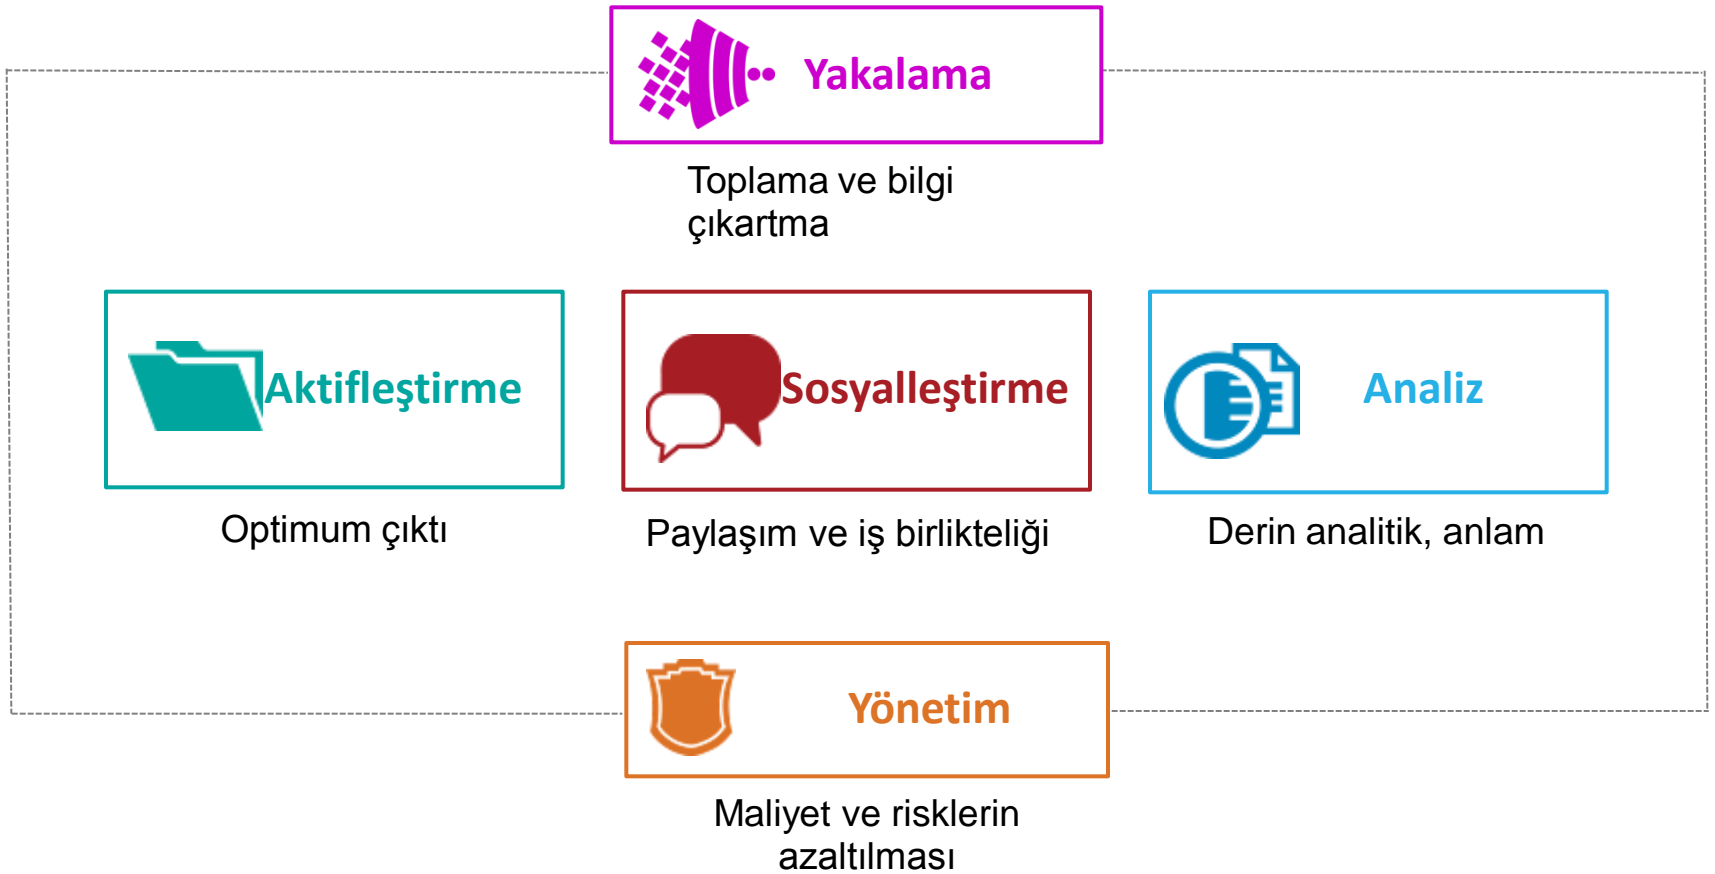 Yakalama
Toplama ve bilgi
çıkartma
Aktifleştirme
Optimum çıktı
Sosyalleştirme
Paylaşım ve iş birlikteliği
Analiz
Derin analitik, anlam
Yönetim
Maliyet ve risklerin
azaltılması